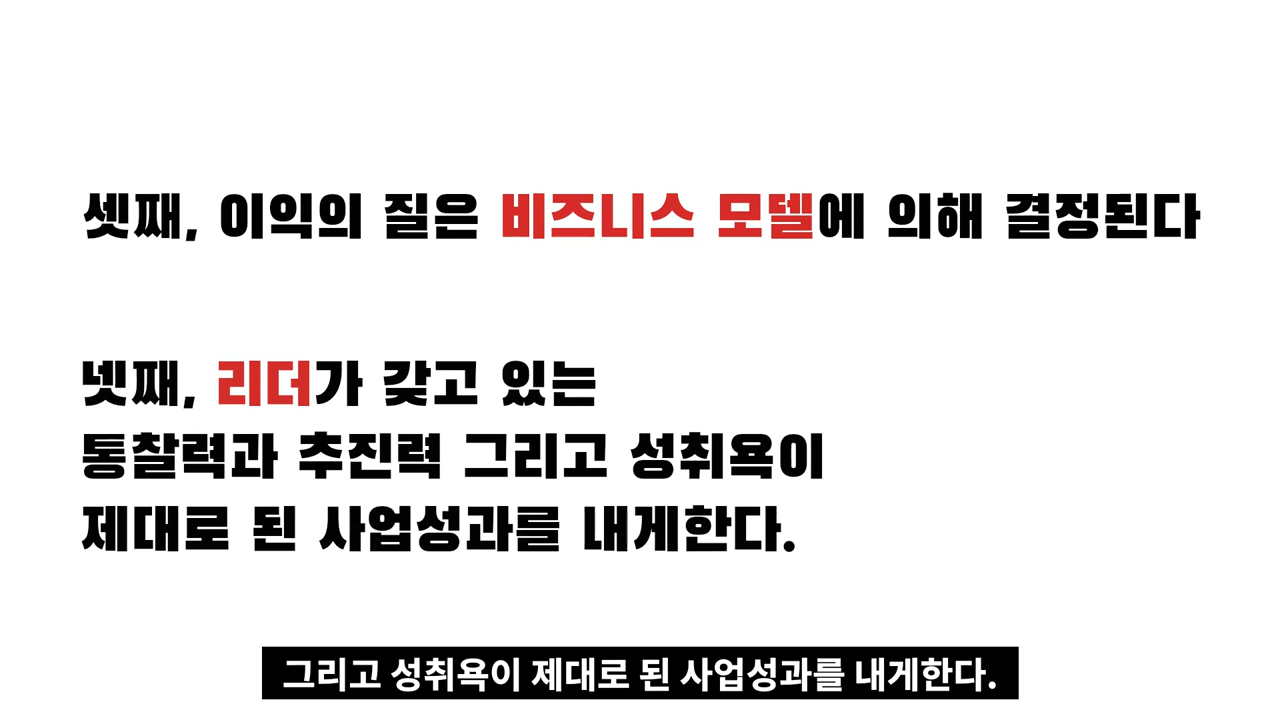 셋째, 이익의 질은 비즈니스 모델에 의해 결정된다
넷째, 리더가 갖고 있는
통찰력과 추진력 그리고 성취욕이
제대로 된 사업성과를 내게한다.
그리고 성취욕이 제대로 된 사업성과를 내게한다.